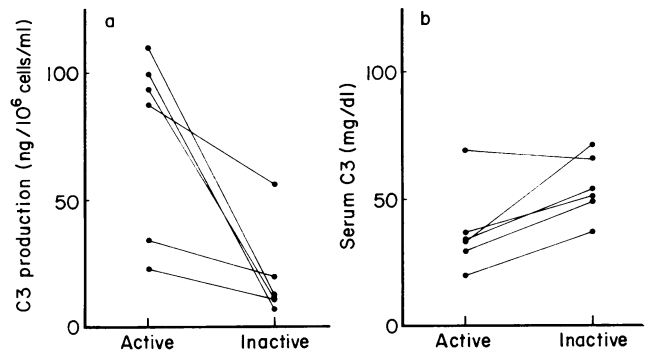 a
C3 production (ng/10⁶ cells/ml)
100
50
0
Active Inactive
b
Serum C3 (mg/dl)
100
50
0
Active Inactive